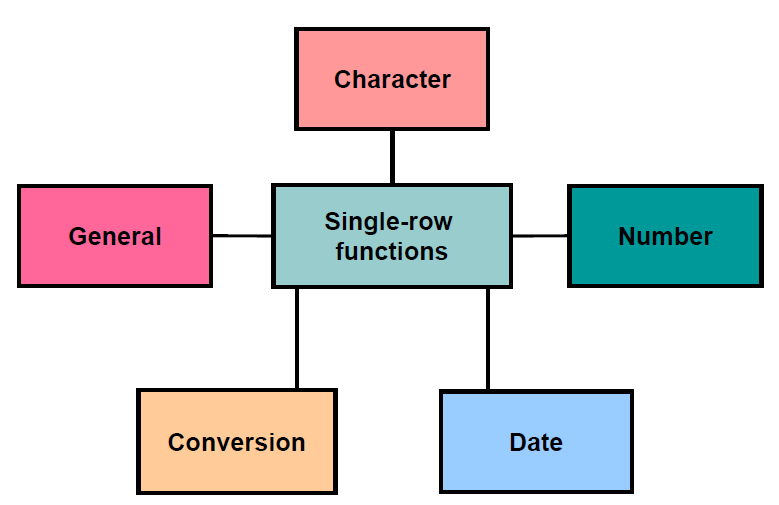 Character
General
Single-row
functions
Number
Conversion
Date